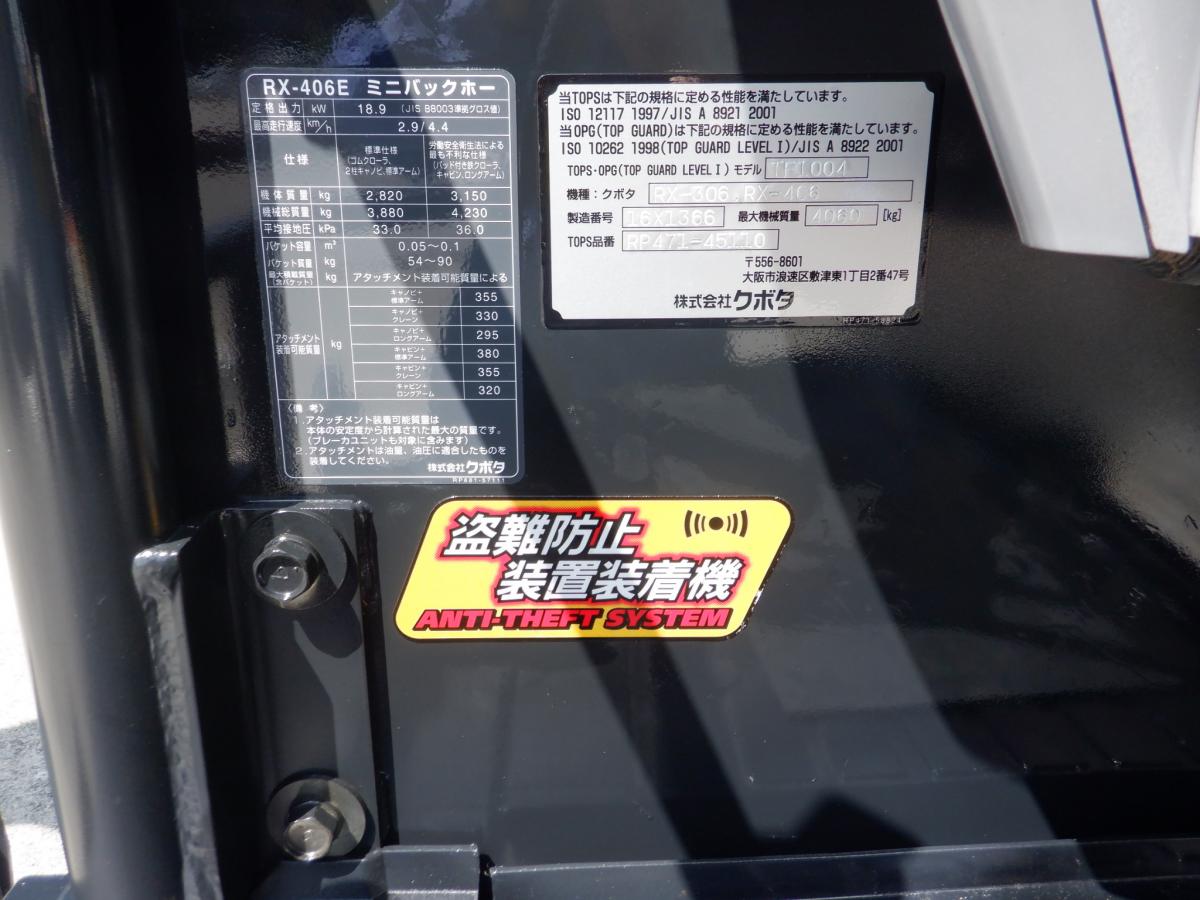 RX-406E ミニバックホー
定格出力 kW 18.9 (JIS B8003準拠グロス値)
最高走行速度 km/h 2.9/4.4
仕様 標準仕様 (ゴムクローラ、2柱キャノピ、標準アーム) 労働安全衛生法による最も不利な仕様 (パッド付き鉄クローラ、キャビン、ロングアーム)
機体質量 kg 2,820 3,150
機械総質量 kg 3,880 4,230
平均接地圧 kPa 33.0 36.0
バケット容量 m³ 0.05〜0.1
バケット質量 kg 54〜90
最大積載質量 (含バケット) kg アタッチメント装着可能質量による
アタッチメント装着可能質量 kg
キャノピ+標準アーム 355
キャノピ+クレーン 330
キャノピ+ロングアーム 295
キャビン+標準アーム 380
キャビン+クレーン 355
キャビン+ロングアーム 320
〈備考〉
1.アタッチメント装着可能質量は
本体の安定度から計算された最大の質量です。
(ブレーカユニットも対象に含みます)
2.アタッチメントは油量、油圧に適合したものを
装着してください。
株式会社クボタ
RP481-57111
当TOPSは下記の規格に定める性能を満たしています。
ISO 12117 1997/JIS A 8921 2001
当OPG(TOP GUARD)は下記の規格に定める性能を満たしています。
ISO 10262 1998(TOP GUARD LEVEL I)/JIS A 8922 2001
TOPS・OPG(TOP GUARD LEVEL I) モデル TF1004
機種:クボタ RX-306,RX-406
製造番号 16X1366 最大機械質量 4060 [kg]
TOPS品番 RP471-45110
〒556-8601
大阪市浪速区敷津東1丁目2番47号
株式会社クボタ
盗難防止
装置装着機
ANTI-THEFT SYSTEM